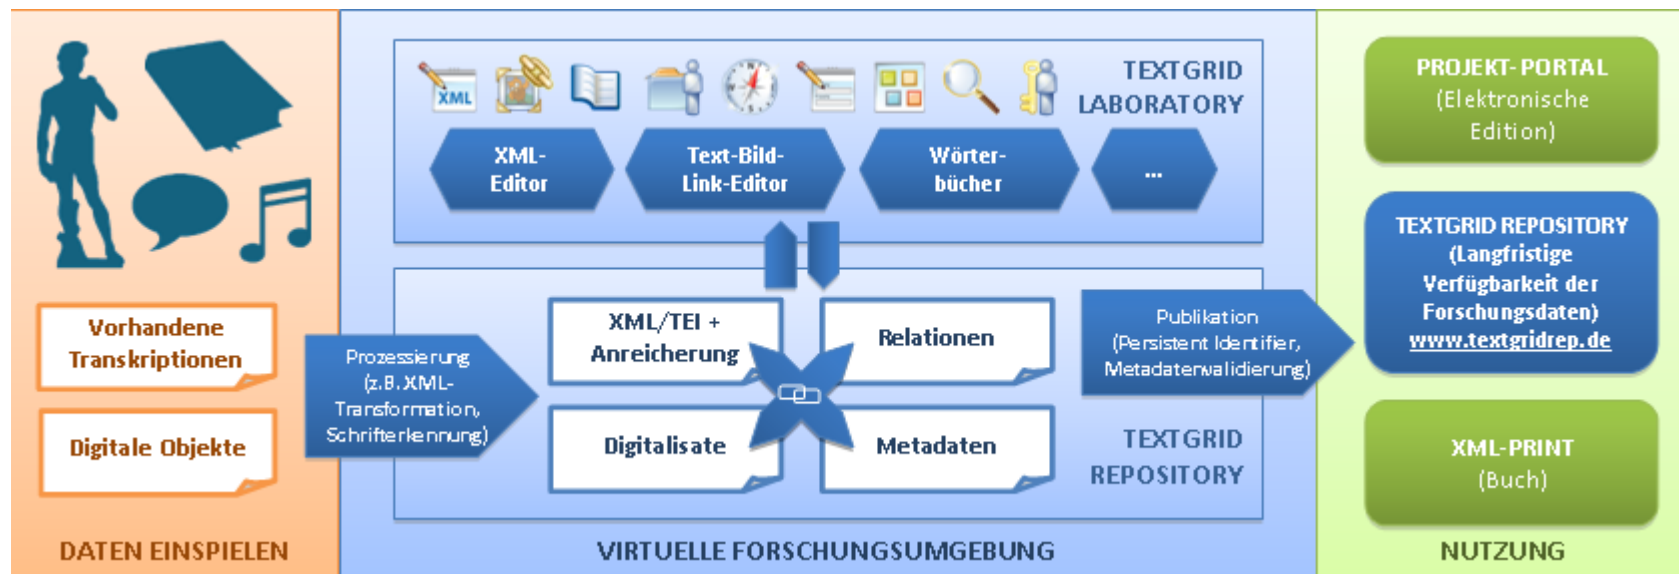 Vorhandene
Transkriptionen
Digitale Objekte
DATEN EINSPIELEN
Prozessierung
(z.B. XML-
Transformation,
Schrifterkennung)
XML
TEXTGRID
LABORATORY
XML-
Editor
Text-Bild-
Link-Editor
Wörter-
bücher
...
XML/TEI +
Anreicherung
Relationen
Digitalisate
Metadaten
TEXTGRID
REPOSITORY
Publikation
(Persistent Identifier,
Metadatenvalidierung)
VIRTUELLE FORSCHUNGSUMGEBUNG
PROJEKT- PORTAL
(Elektronische
Edition)
TEXTGRID REPOSITORY
(Langfristige
Verfügbarkeit der
Forschungsdaten)
www.textgridrep.de
XML-PRINT
(Buch)
NUTZUNG